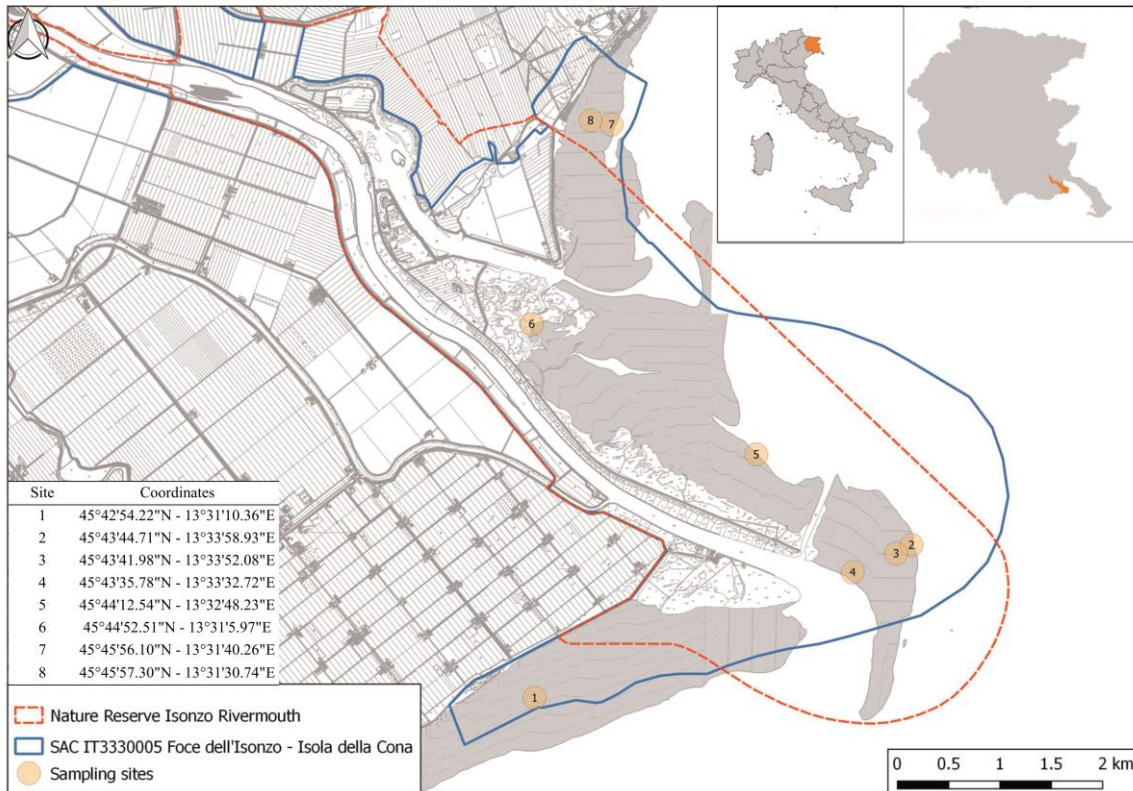 8
7
6
5
2
3
4
1
Site Coordinates
1 45°42'54.22"N - 13°31'10.36"E
2 45°43'44.71"N - 13°33'58.93"E
3 45°43'41.98"N - 13°33'52.08"E
4 45°43'35.78"N - 13°33'32.72"E
5 45°44'12.54"N - 13°32'48.23"E
6 45°44'52.51"N - 13°31'5.97"E
7 45°45'56.10"N - 13°31'40.26"E
8 45°45'57.30"N - 13°31'30.74"E
Nature Reserve Isonzo Rivermouth
SAC IT3330005 Foce dell'Isonzo - Isola della Cona
Sampling sites
0 0.5 1 1.5 2 km